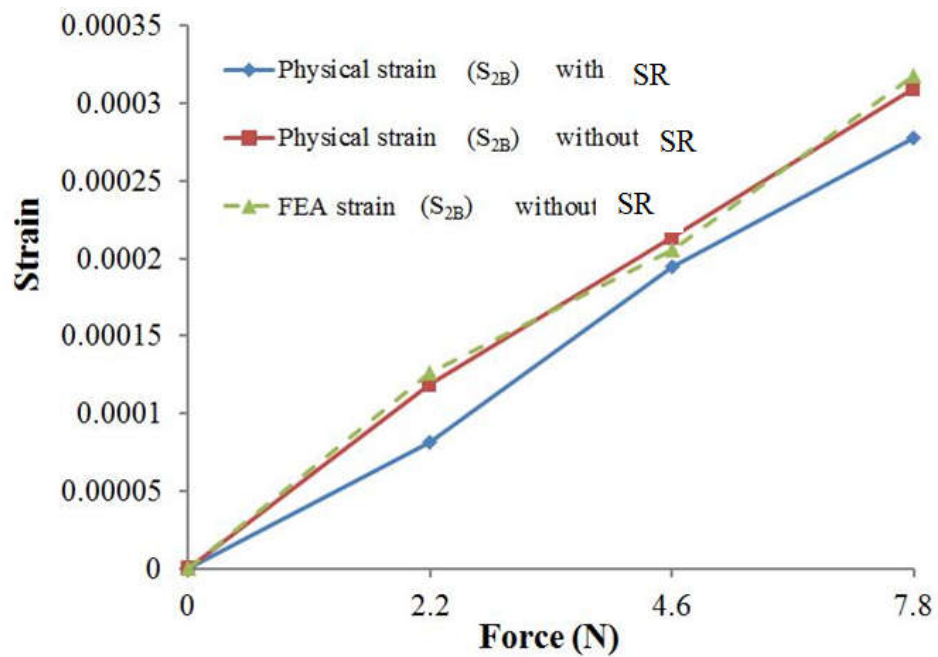 0.00035
Physical strain (S2B) with SR
0.0003
Physical strain (S2B) without SR
0.00025
FEA strain (S2B) without SR
0.0002
0.00015
0.0001
0.00005
0
Strain
0 2.2 4.6 7.8
Force (N)